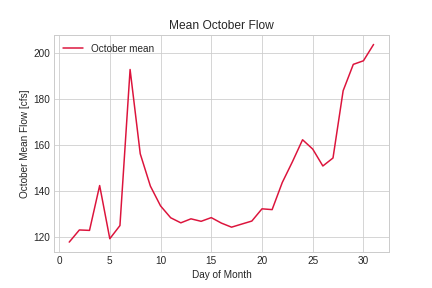 Mean October Flow
October mean
October Mean Flow [cfs]
200
180
160
140
120
0 5 10 15 20 25 30
Day of Month